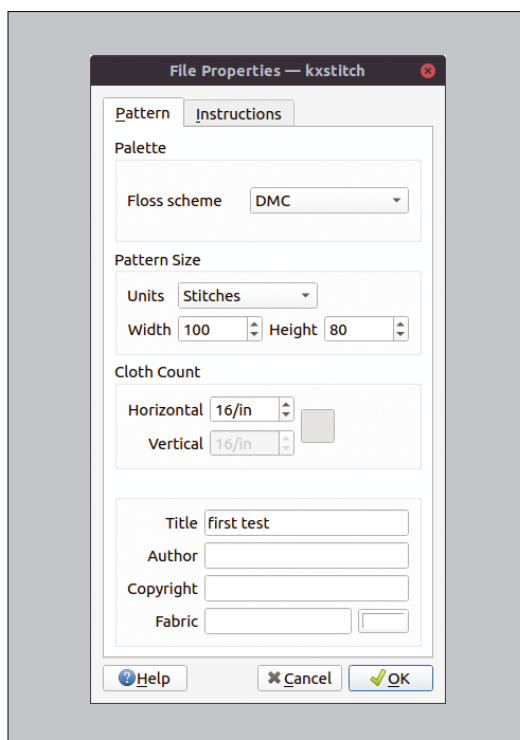 File Properties — kxstitch
Pattern Instructions
Palette
Floss scheme DMC
Pattern Size
Units Stitches
Width 100 Height 80
Cloth Count
Horizontal 16/in
Vertical 16/in
Title first test
Author
Copyright
Fabric
Help Cancel OK